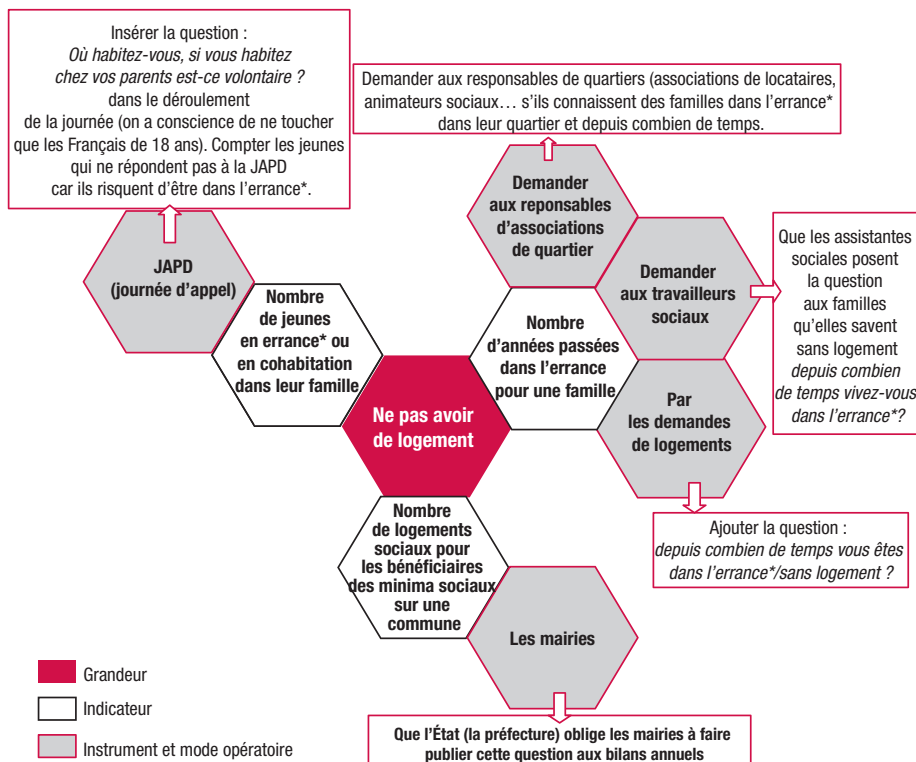 Insérer la question :
Où habitez-vous, si vous habitez
chez vos parents est-ce volontaire ?
dans le déroulement
de la journée (on a conscience de ne toucher
que les Français de 18 ans). Compter les jeunes
qui ne répondent pas à la JAPD
car ils risquent d’être dans l’errance*.
Demander aux responsables de quartiers (associations de locataires,
animateurs sociaux… s’ils connaissent des familles dans l’errance*
dans leur quartier et depuis combien de temps.
Demander
aux reponsables
d’associations
de quartier
JAPD
(journée d’appel)
Demander
aux travailleurs
sociaux
Que les assistantes
sociales posent
la question
aux familles
qu’elles savent
sans logement
depuis combien
de temps vivez-vous
dans l’errance*?
Nombre
de jeunes
en errance* ou
en cohabitation
dans leur famille
Nombre
d’années passées
dans l’errance
pour une famille
Ne pas avoir
de logement
Par
les demandes
de logements
Ajouter la question :
depuis combien de temps vous êtes
dans l’errance*/sans logement ?
Nombre
de logements
sociaux pour
les bénéficiaires
des minima sociaux
sur une
commune
Les mairies
Grandeur
Indicateur
Instrument et mode opératoire
Que l’État (la préfecture) oblige les mairies à faire
publier cette question aux bilans annuels